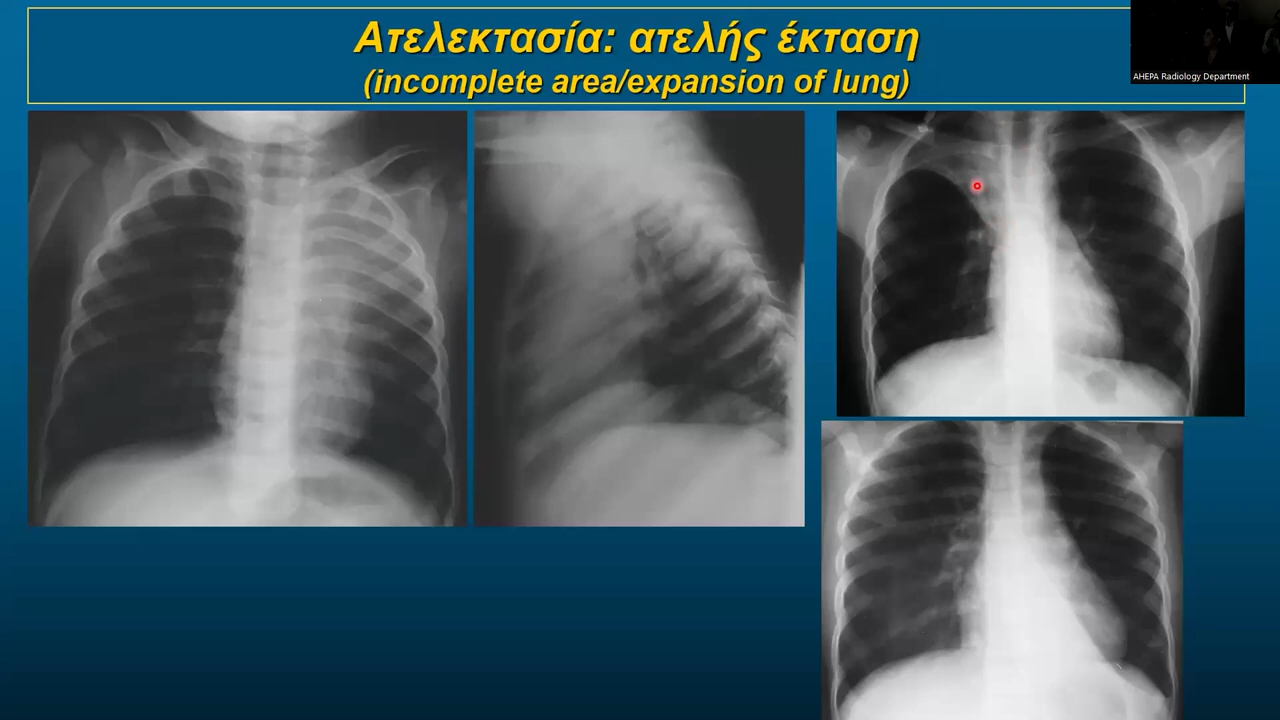 Ατελεκτασία: ατελής έκταση
(incomplete area/expansion of lung)
AHEPA Radiology Department